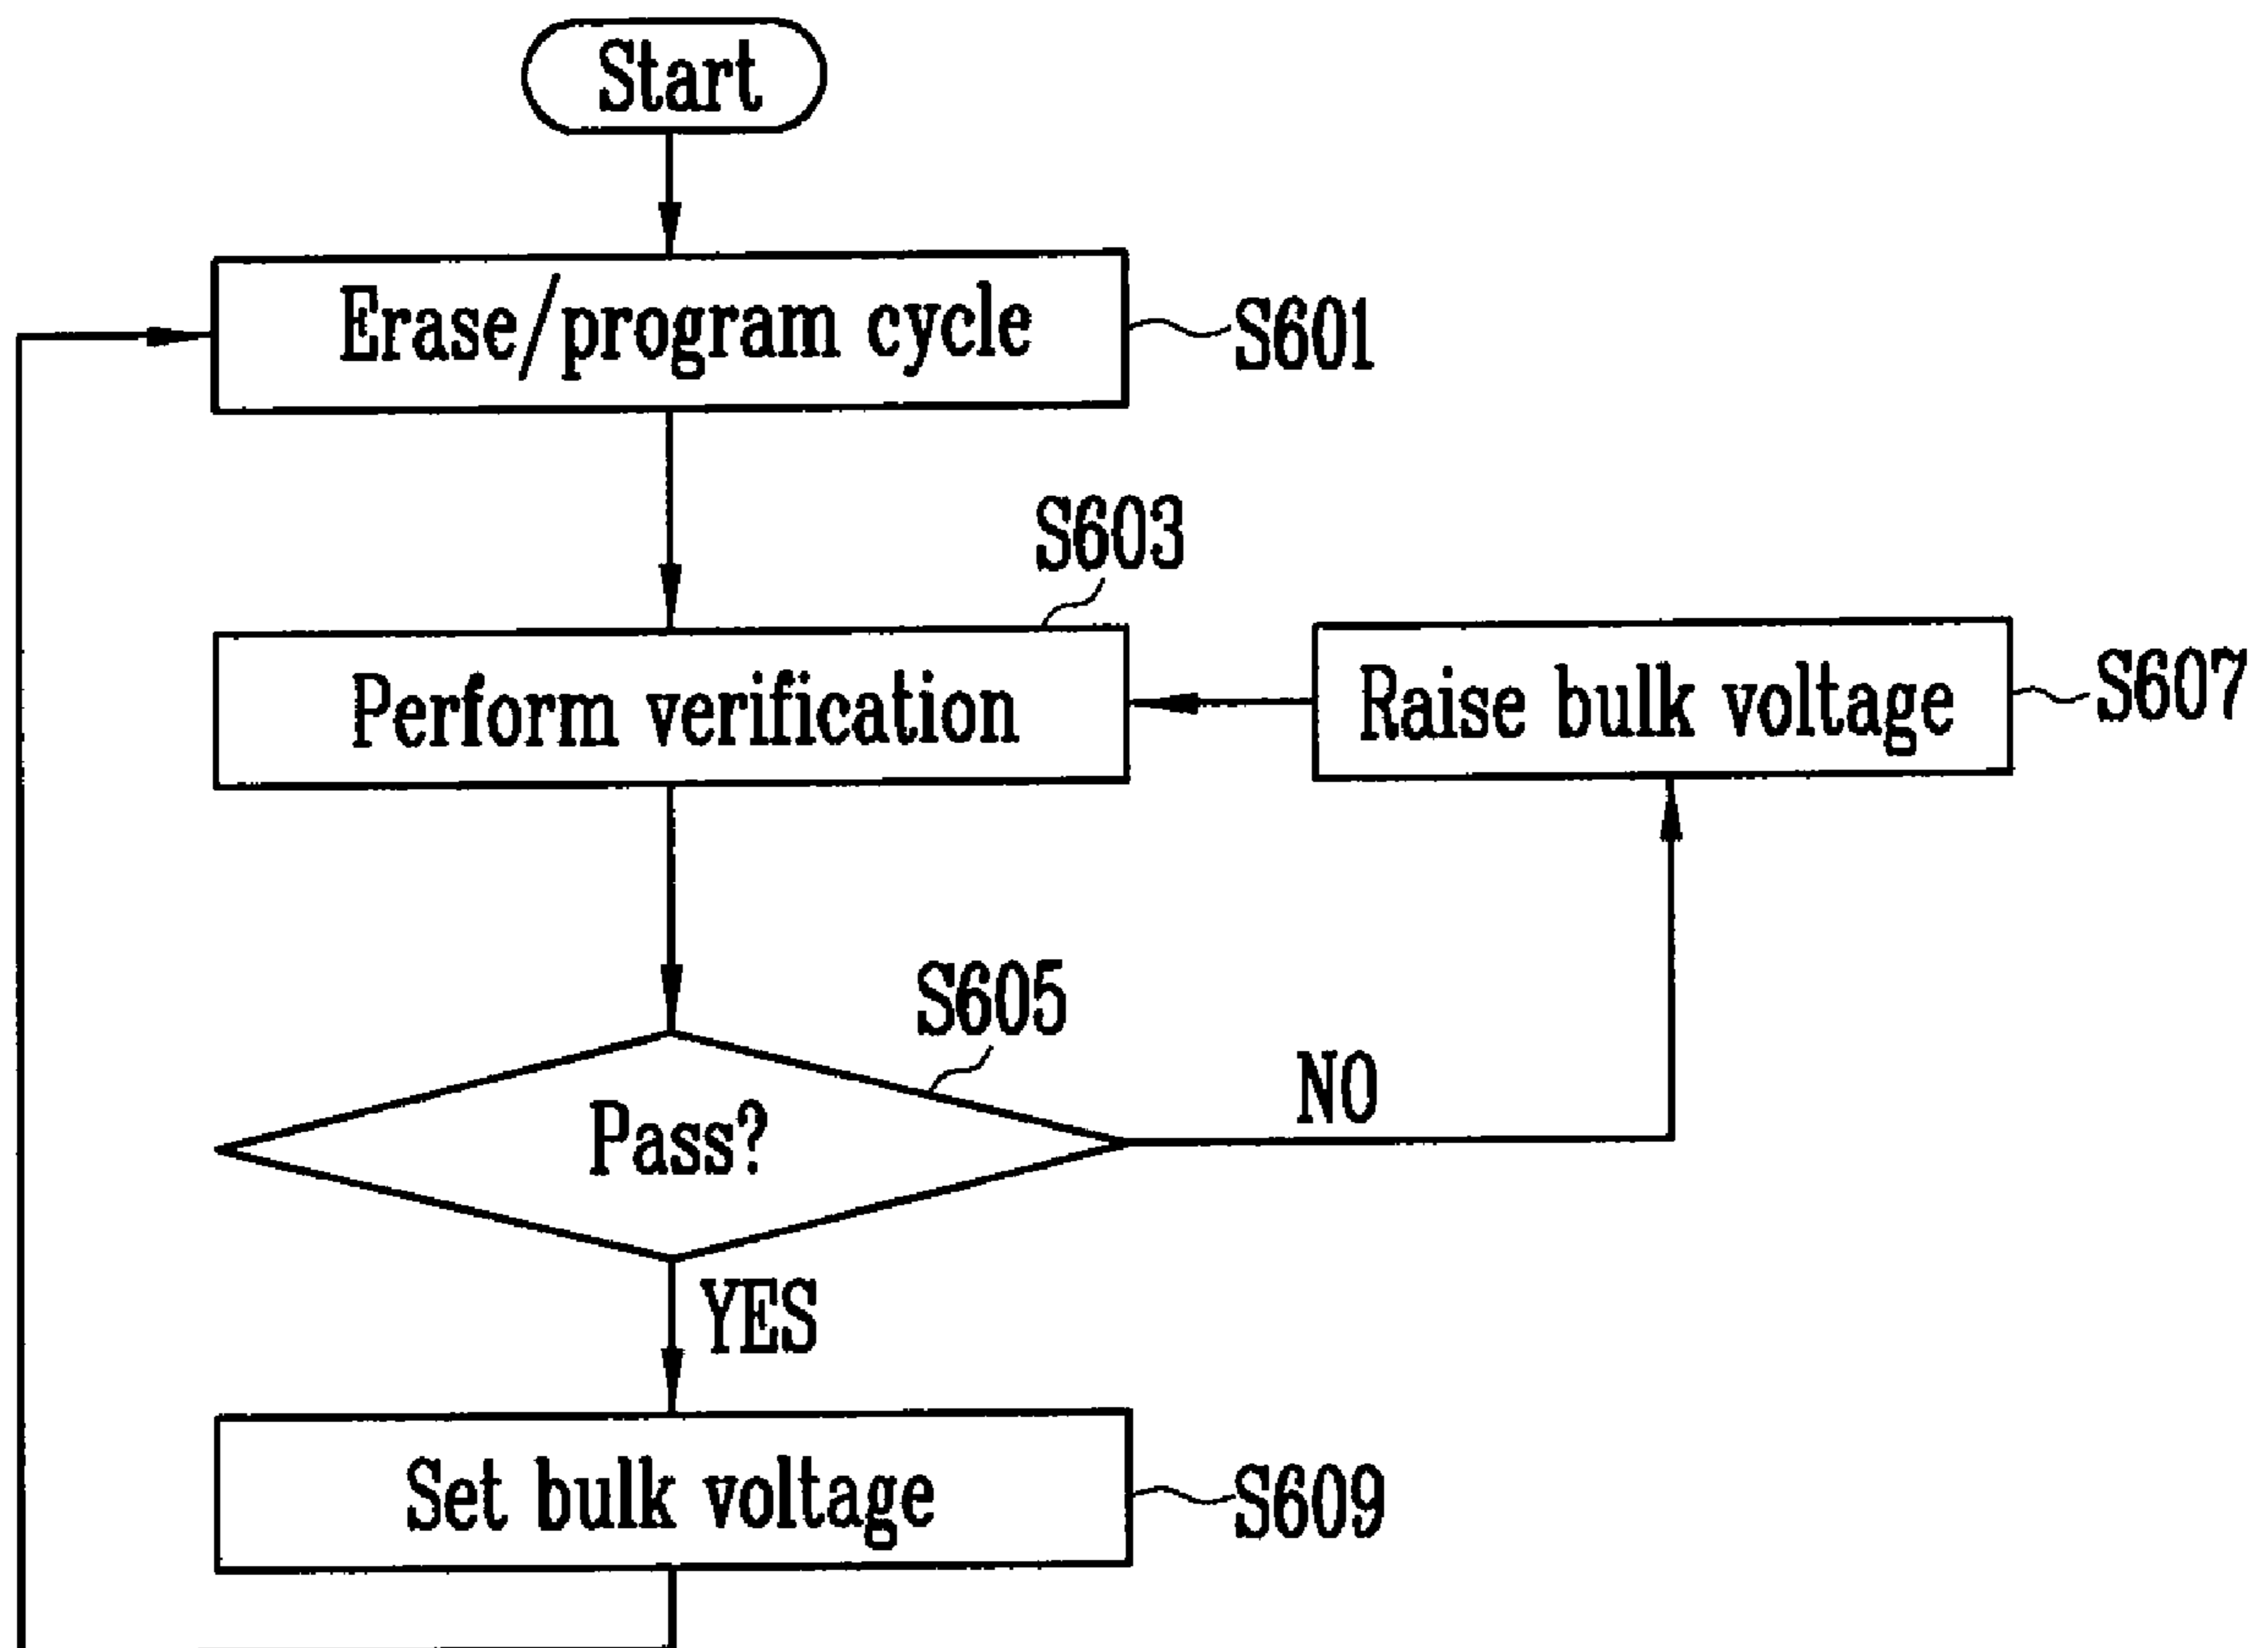 Start
Erase/program cycle
S601
S603
Perform verification
Raise bulk voltage
S607
S605
Pass?
NO
YES
Set bulk voltage
S609